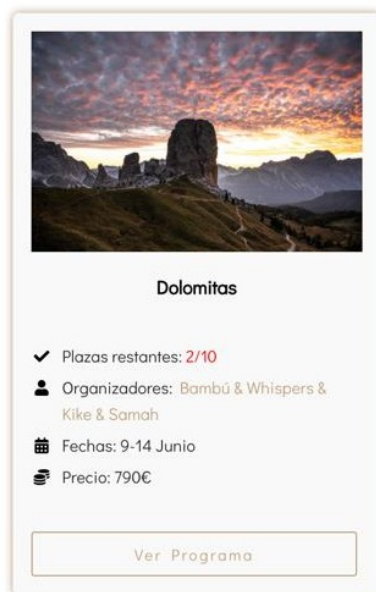 Dolomitas
Plazas restantes: 2/10
Organizadores: Bambú & Whispers &
Kike & Samah
Fechas: 9-14 Junio
Precio: 790€
Ver Programa